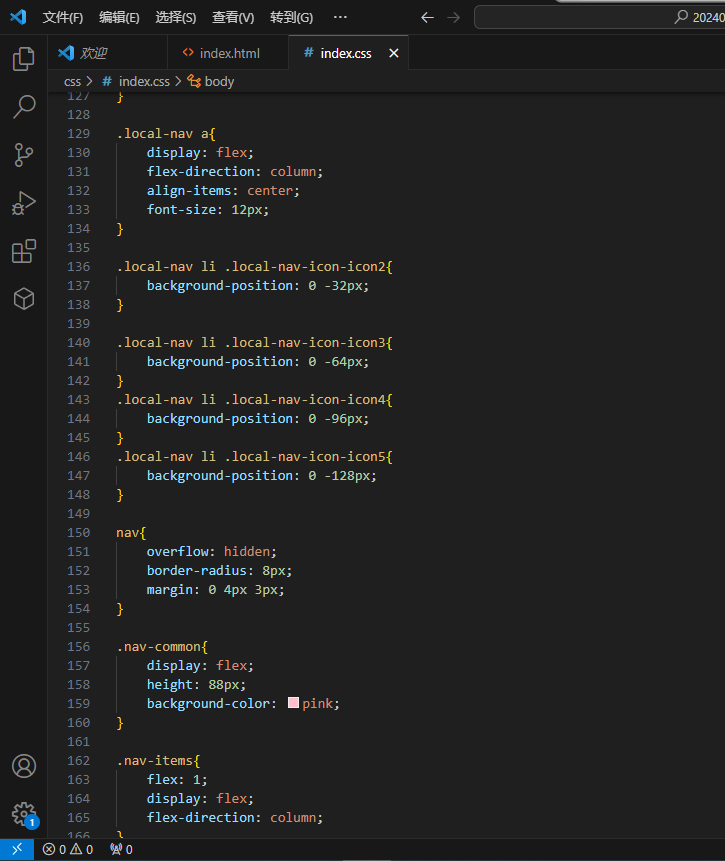 文件(F) 编辑(E) 选择(S) 查看(V) 转到(G) ··· 20240
欢迎 index.html # index.css
css > # index.css > body
127 }
128
129 .local-nav a{
130 display: flex;
131 flex-direction: column;
132 align-items: center;
133 font-size: 12px;
134 }
135
136 .local-nav li .local-nav-icon-icon2{
137 background-position: 0 -32px;
138 }
139
140 .local-nav li .local-nav-icon-icon3{
141 background-position: 0 -64px;
142 }
143 .local-nav li .local-nav-icon-icon4{
144 background-position: 0 -96px;
145 }
146 .local-nav li .local-nav-icon-icon5{
147 background-position: 0 -128px;
148 }
149
150 nav{
151 overflow: hidden;
152 border-radius: 8px;
153 margin: 0 4px 3px;
154 }
155
156 .nav-common{
157 display: flex;
158 height: 88px;
159 background-color: pink;
160 }
161
162 .nav-items{
163 flex: 1;
164 display: flex;
165 flex-direction: column;
166 }
1
0 0 0